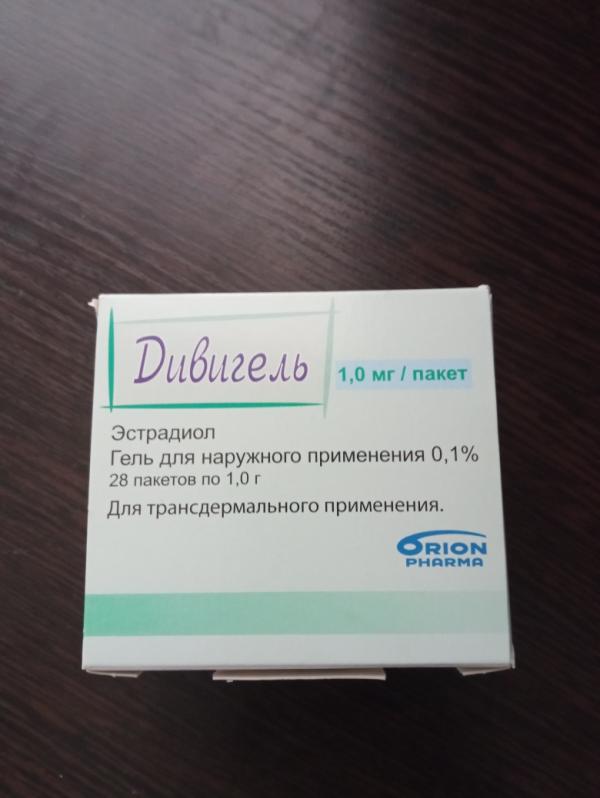 Дивигель
1,0 мг / пакет
Эстрадиол
Гель для наружного применения 0,1%
28 пакетов по 1,0 г
Для трансдермального применения.
ORION
PHARMA